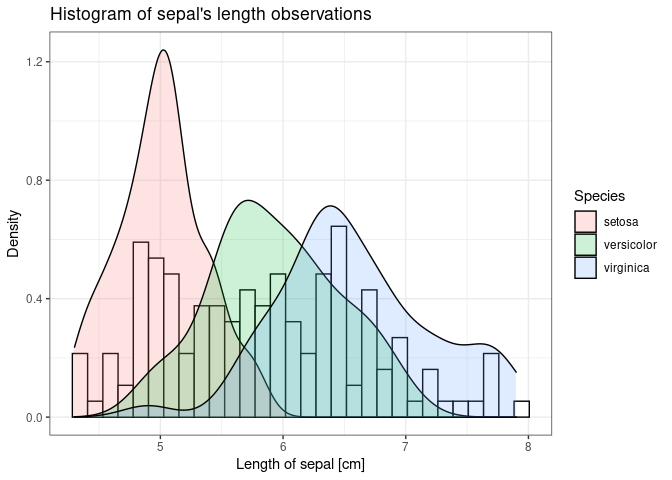 Histogram of sepal's length observations
1.2
0.8
0.4
0.0
Density
5 6 7 8
Length of sepal [cm]
Species
setosa
versicolor
virginica